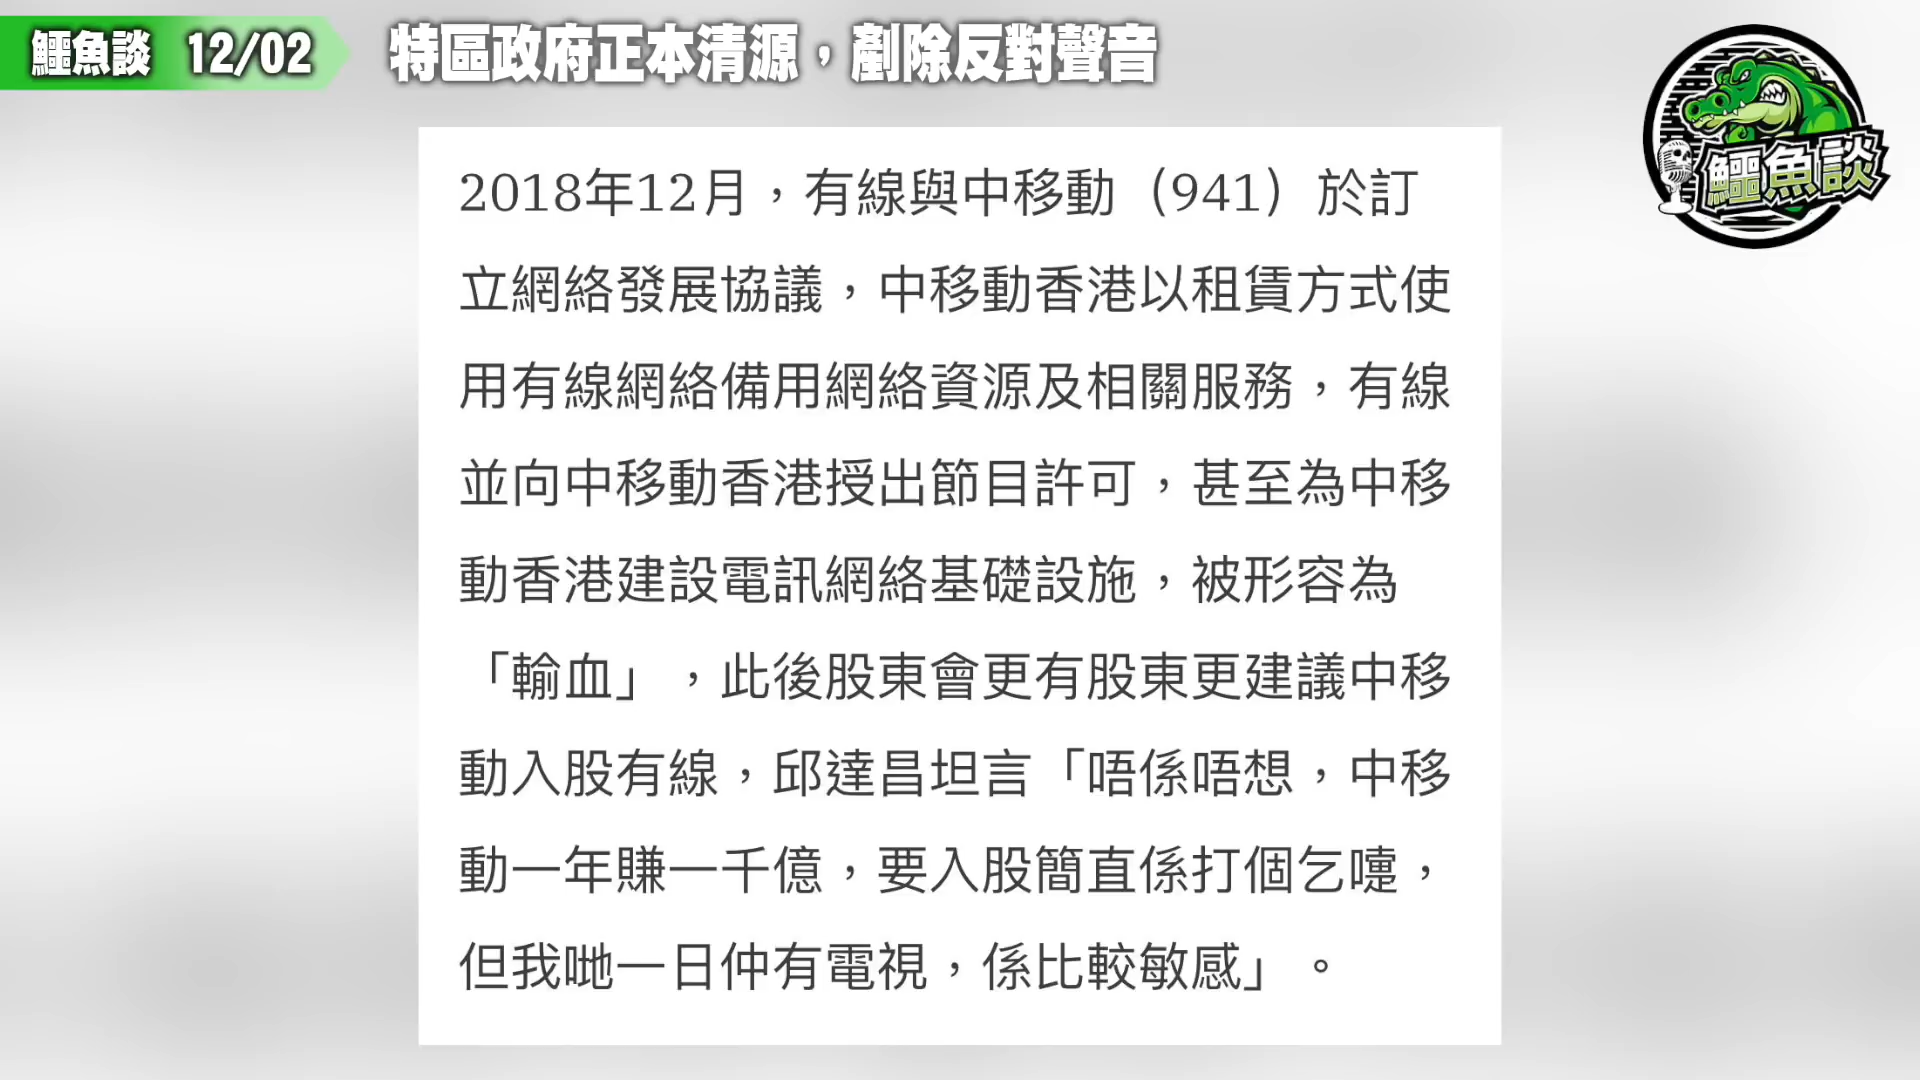 鱷魚談 12/02
特區政府正本清源，剷除反對聲音
鱷魚談
2018年12月，有線與中移動（941）於訂
立網絡發展協議，中移動香港以租賃方式使
用有線網絡備用網絡資源及相關服務，有線
並向中移動香港授出節目許可，甚至為中移
動香港建設電訊網絡基礎設施，被形容為
「輸血」，此後股東會更有股東更建議中移
動入股有線，邱達昌坦言「唔係唔想，中移
動一年賺一千億，要入股簡直係打個乞嚏，
但我哋一日仲有電視，係比較敏感」。